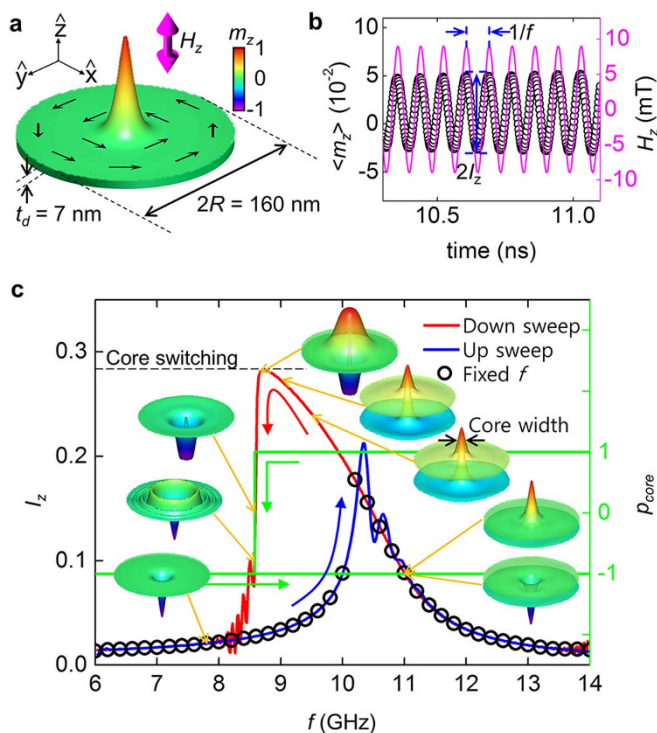 a
ẑ
ŷ
x̂
H_z
m_z
1
0
-1
t_d = 7 nm
2R = 160 nm
b
1/f
<m_z> (10^-2)
10
5
0
-5
2I_z
10
5
0
-5
-10
H_z (mT)
10.5
11.0
time (ns)
c
Core switching
Down sweep
Up sweep
Fixed f
Core width
I_z
0.3
0.2
0.1
0.0
1
0
-1
p_core
6
7
8
9
10
11
12
13
14
f (GHz)